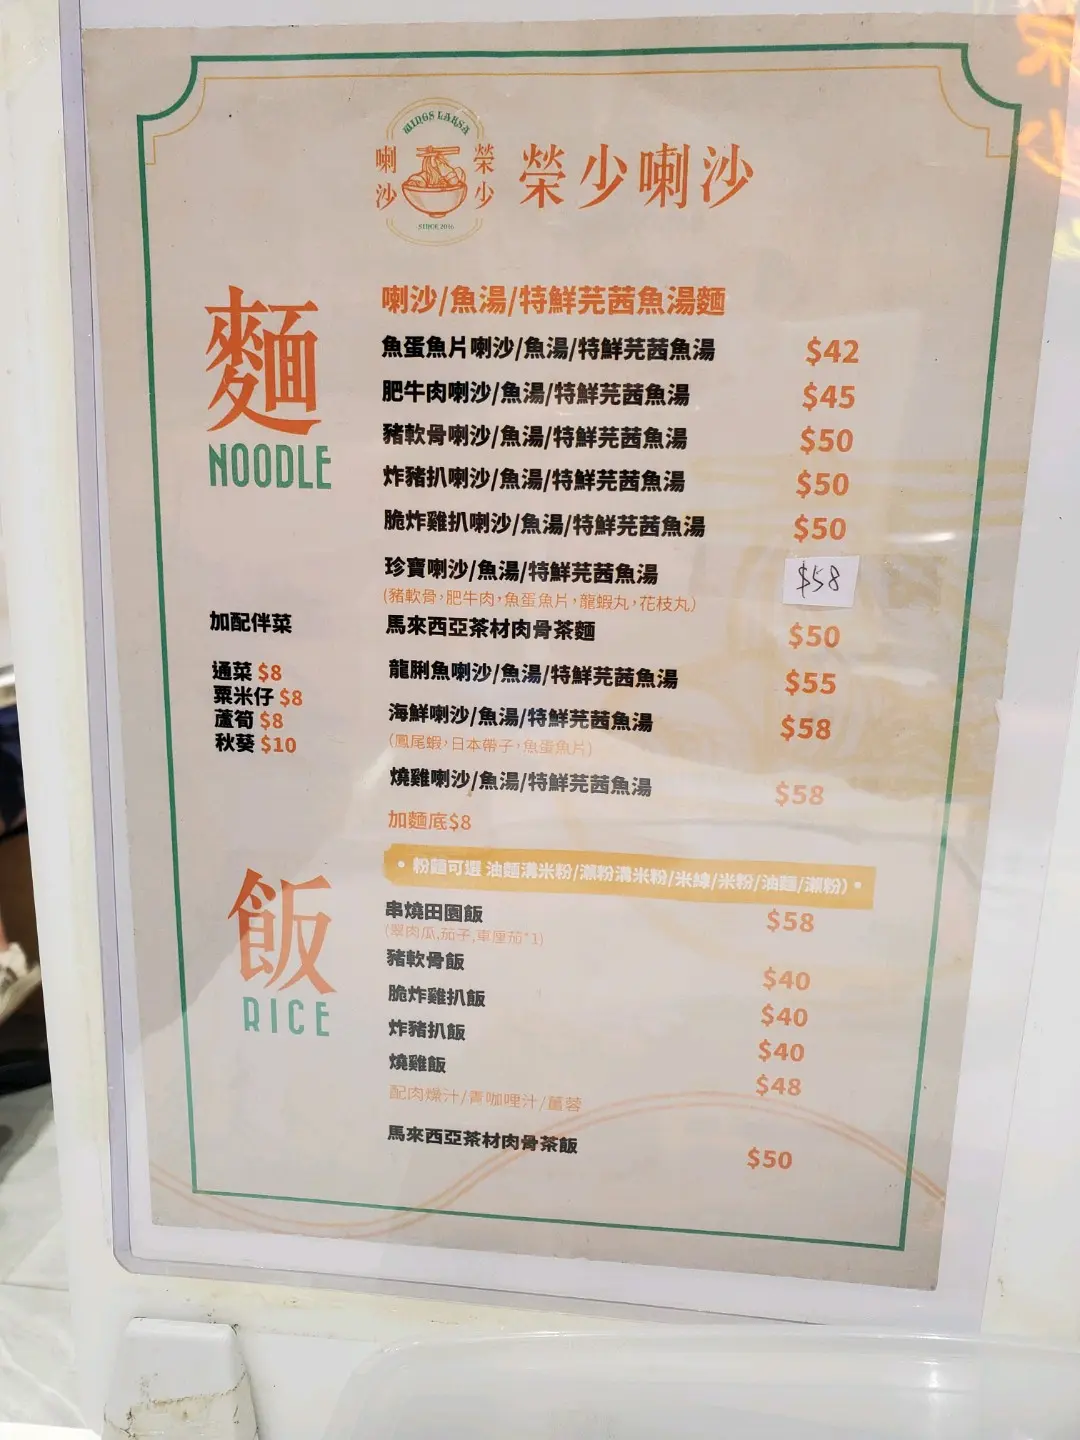 WINGS LAKSA
喇沙 榮少
SINCE 2016
榮少喇沙
麵
NOODLE
喇沙/魚湯/特鮮芫茜魚湯麵
魚蛋魚片喇沙/魚湯/特鮮芫茜魚湯 $42
肥牛肉喇沙/魚湯/特鮮芫茜魚湯 $45
豬軟骨喇沙/魚湯/特鮮芫茜魚湯 $50
炸豬扒喇沙/魚湯/特鮮芫茜魚湯 $50
脆炸雞扒喇沙/魚湯/特鮮芫茜魚湯 $50
珍寶喇沙/魚湯/特鮮芫茜魚湯 $58
(豬軟骨,肥牛肉,魚蛋魚片,龍蝦丸,花枝丸)
馬來西亞茶材肉骨茶麵 $50
龍脷魚喇沙/魚湯/特鮮芫茜魚湯 $55
海鮮喇沙/魚湯/特鮮芫茜魚湯 $58
(鳳尾蝦,日本帶子,魚蛋魚片)
燒雞喇沙/魚湯/特鮮芫茜魚湯 $58
加麵底$8
加配伴菜
通菜 $8
粟米仔 $8
蘆筍 $8
秋葵 $10
• 粉麵可選 油麵溝米粉/瀨粉溝米粉/米線/米粉/油麵/瀨粉) •
飯
RICE
串燒田園飯 $58
(翠肉瓜,茄子,車厘茄*1)
豬軟骨飯 $40
脆炸雞扒飯 $40
炸豬扒飯 $40
燒雞飯 $48
配肉燥汁/青咖哩汁/薑蓉
馬來西亞茶材肉骨茶飯 $50